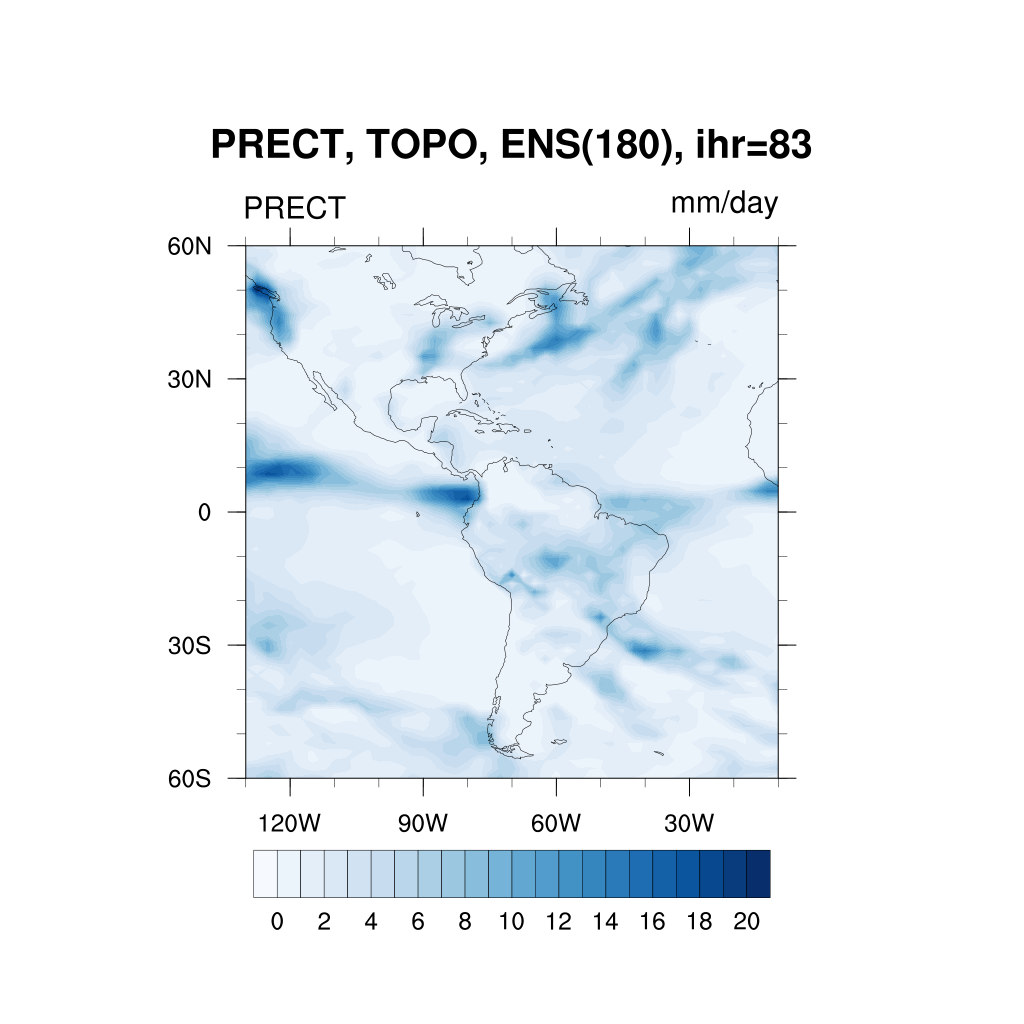 PRECT, TOPO, ENS(180), ihr=83
PRECT mm/day
60N
30N
0
30S
60S
120W 90W 60W 30W
0 2 4 6 8 10 12 14 16 18 20